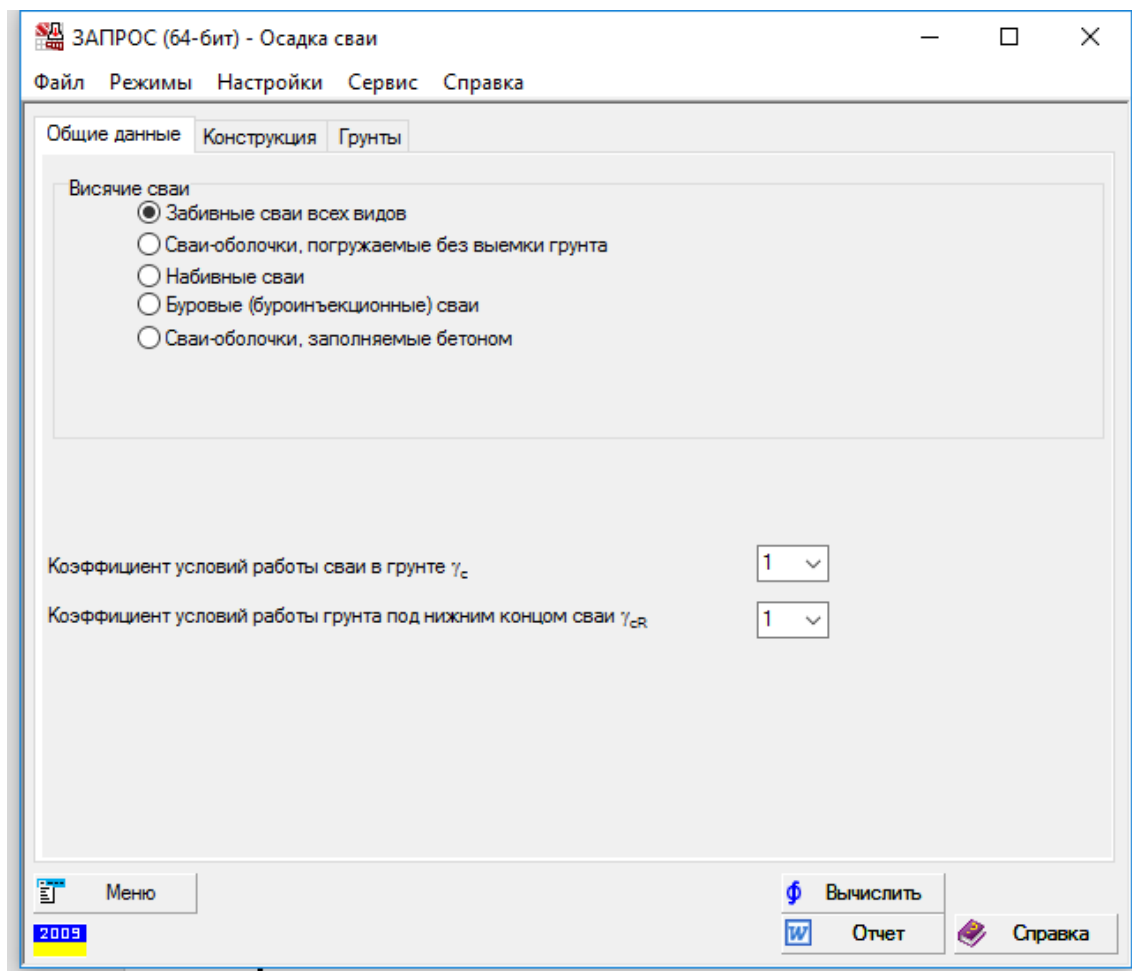 ЗАПРОС (64-бит) - Осадка сваи
Файл Режимы Настройки Сервис Справка
Общие данные Конструкция Грунты
Висячие сваи
Забивные сваи всех видов
Сваи-оболочки, погружаемые без выемки грунта
Набивные сваи
Буровые (буроинъекционные) сваи
Сваи-оболочки, заполняемые бетоном
Коэффициент условий работы сваи в грунте γc 1
Коэффициент условий работы грунта под нижним концом сваи γcR 1
Меню Вычислить
2009 Отчет Справка